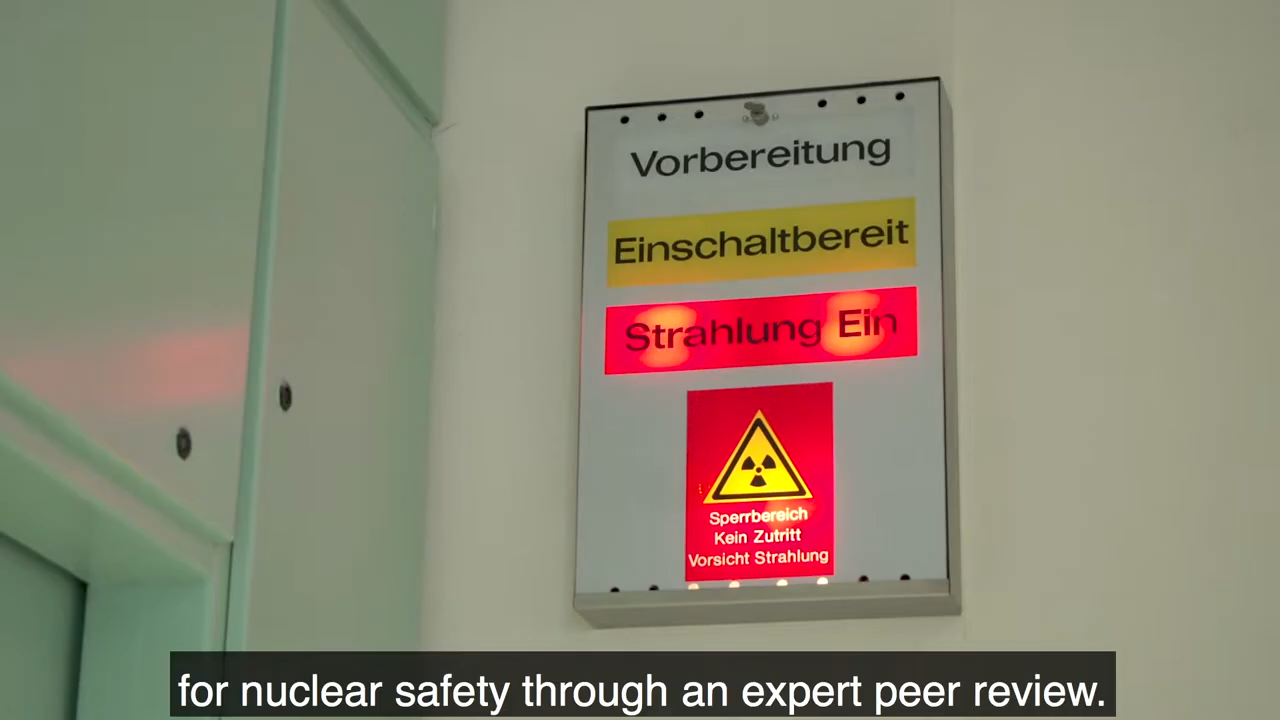 Vorbereitung
Einschaltbereit
Strahlung Ein
Sperrbereich
Kein Zutritt
Vorsicht Strahlung
for nuclear safety through an expert peer review.